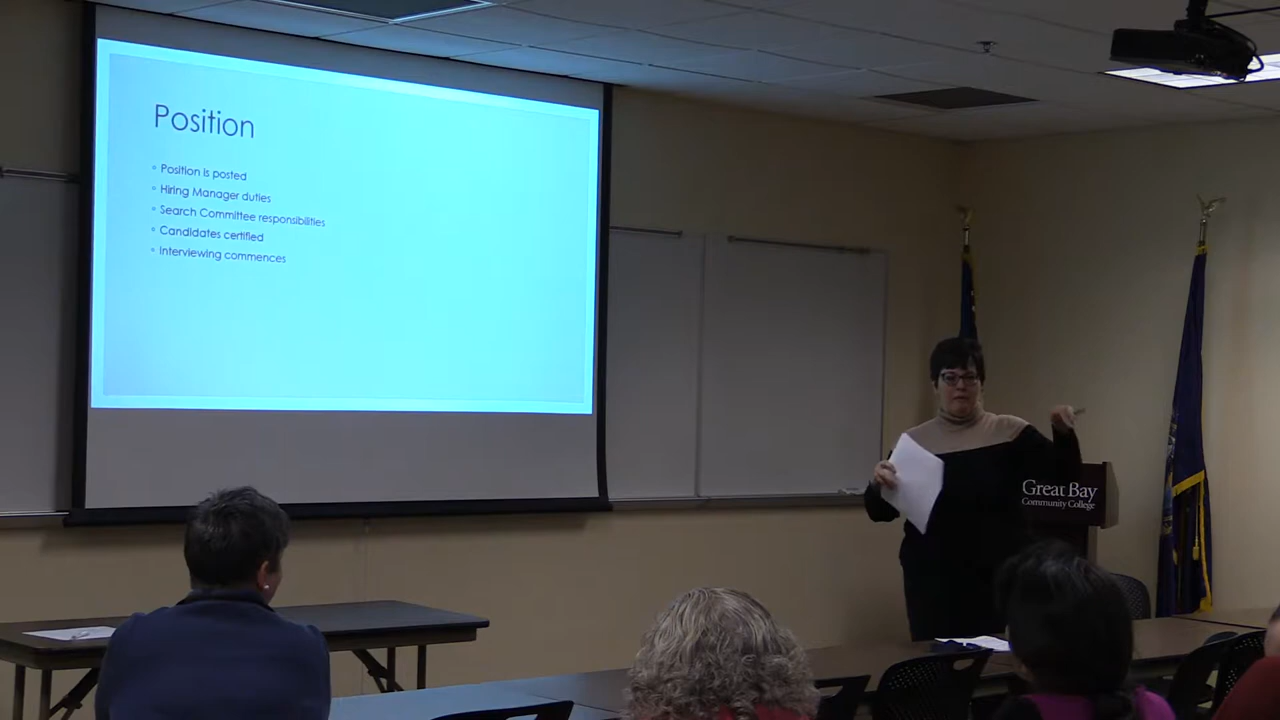 Position
Position is posted
Hiring Manager duties
Search Committee responsibilities
Candidates certified
Interviewing commences
Great Bay
Community College